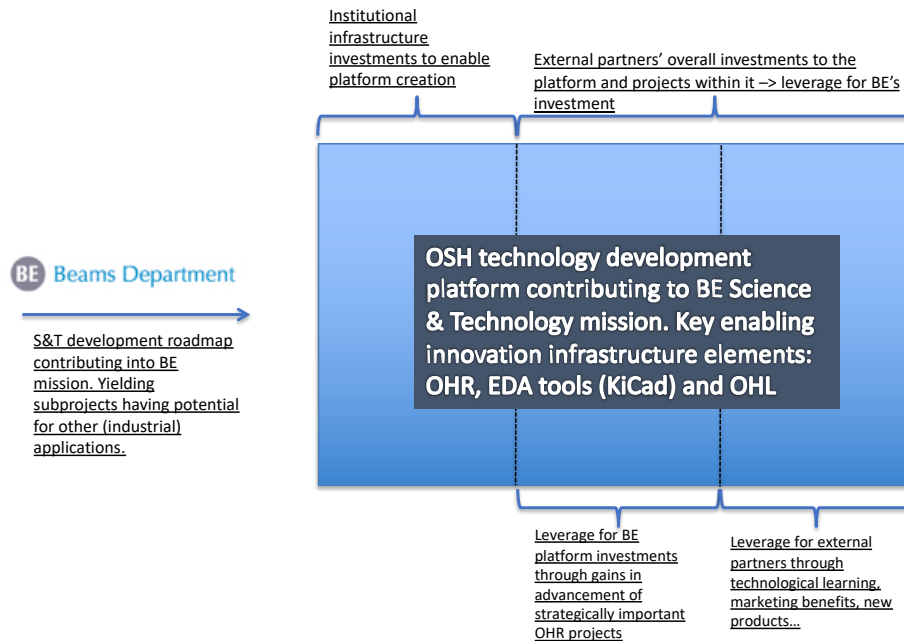 Institutional
infrastructure
investments to enable
platform creation
External partners’ overall investments to the
platform and projects within it –> leverage for BE’s
investment
BE Beams Department
S&T development roadmap
contributing into BE
mission. Yielding
subprojects having potential
for other (industrial)
applications.
OSH technology development
platform contributing to BE Science
& Technology mission. Key enabling
innovation infrastructure elements:
OHR, EDA tools (KiCad) and OHL
Leverage for BE
platform investments
through gains in
advancement of
strategically important
OHR projects
Leverage for external
partners through
technological learning,
marketing benefits, new
products…